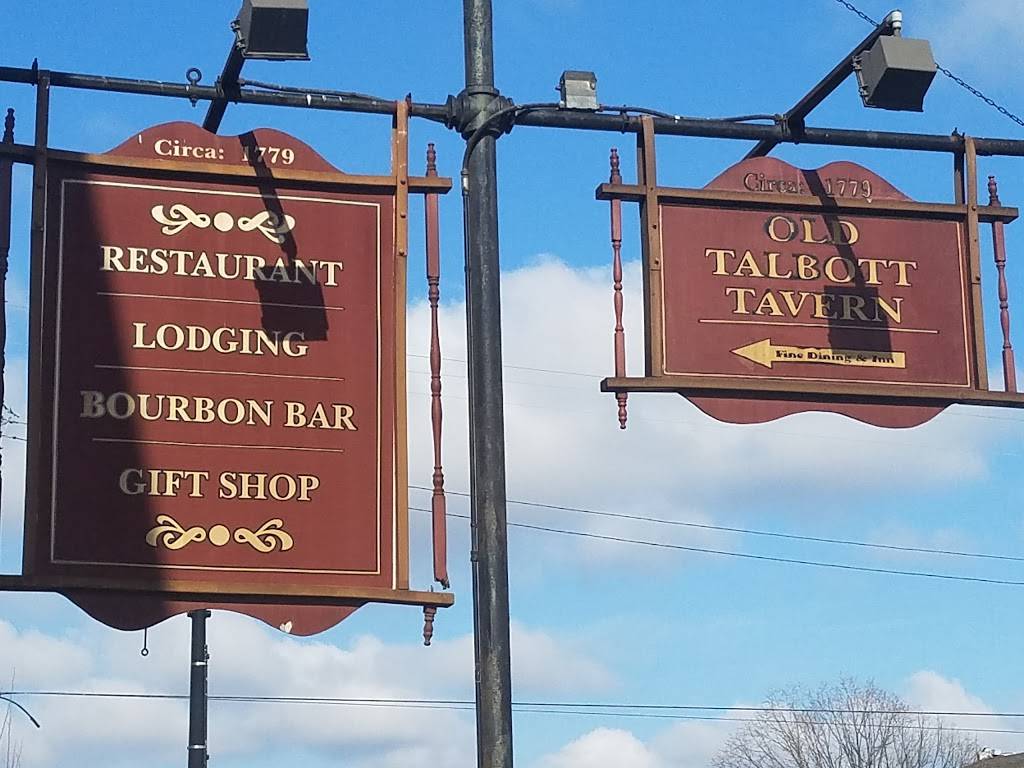 Circa: 1779
RESTAURANT
LODGING
BOURBON BAR
GIFT SHOP
Circa: 1779
OLD
TALBOTT
TAVERN
Fine Dining & Inn